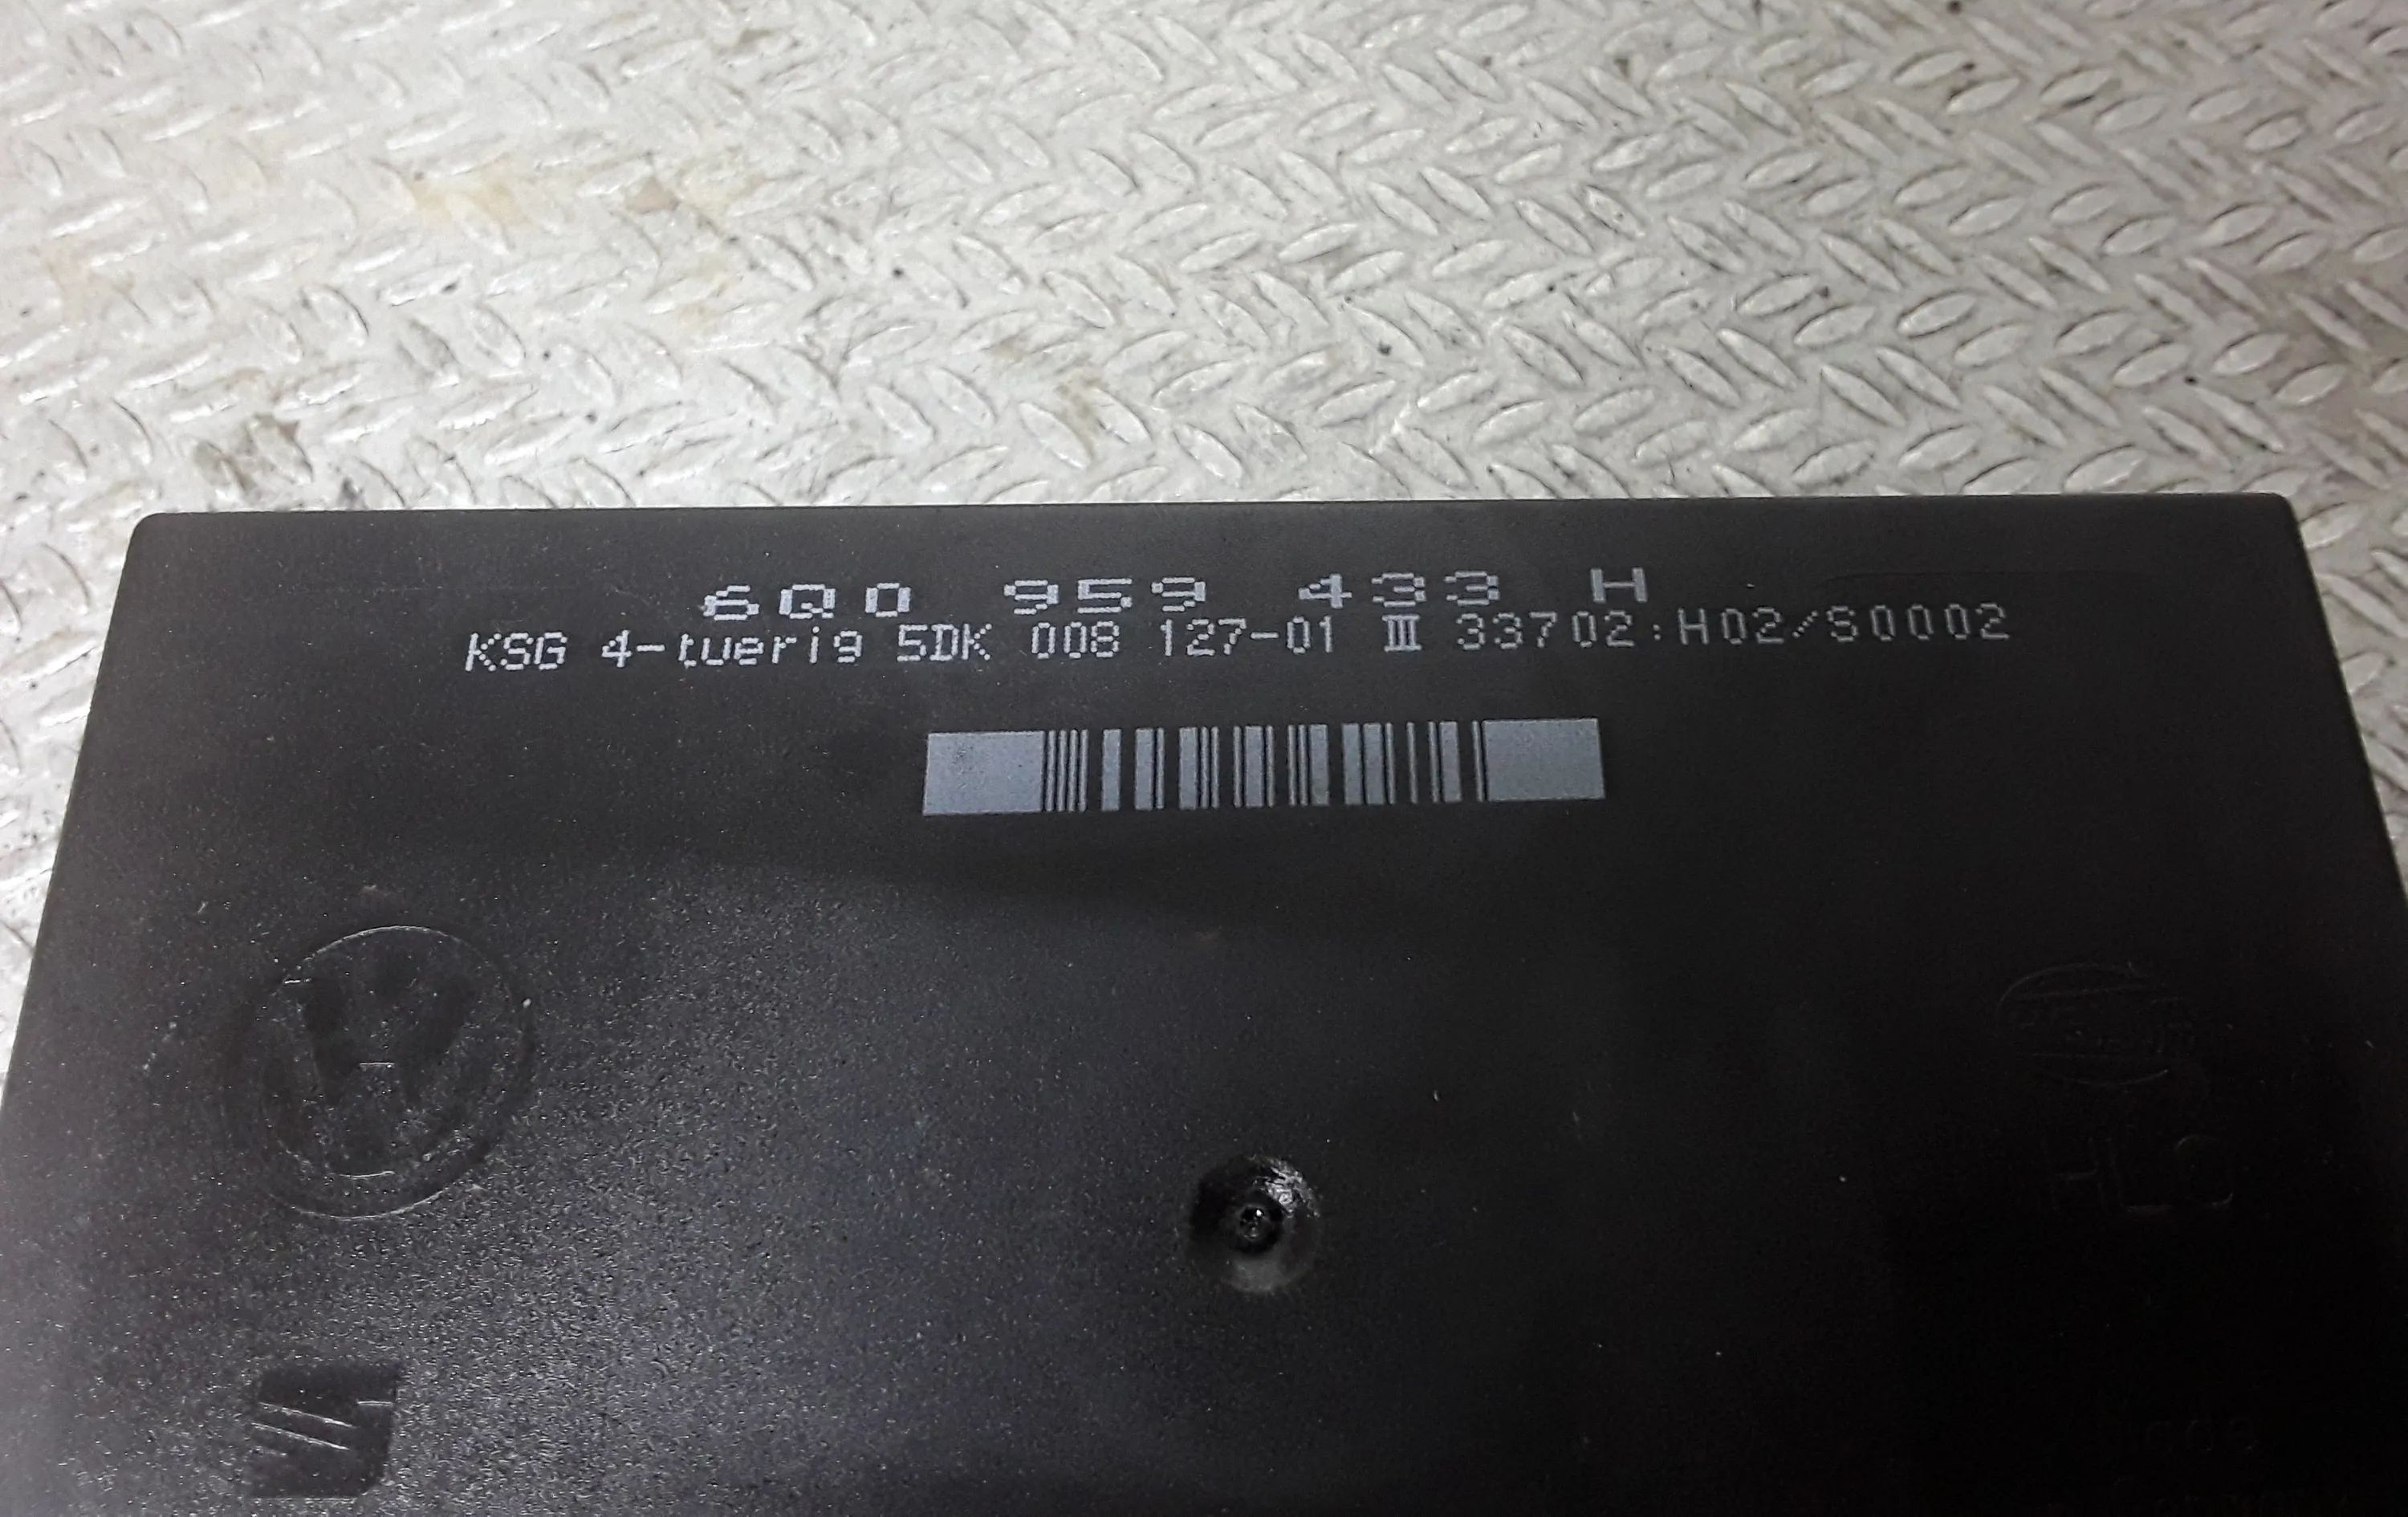 6Q0 959 433 H
KSG 4-tuerig 5DK 008 127-01 III 33702:H02/S0002